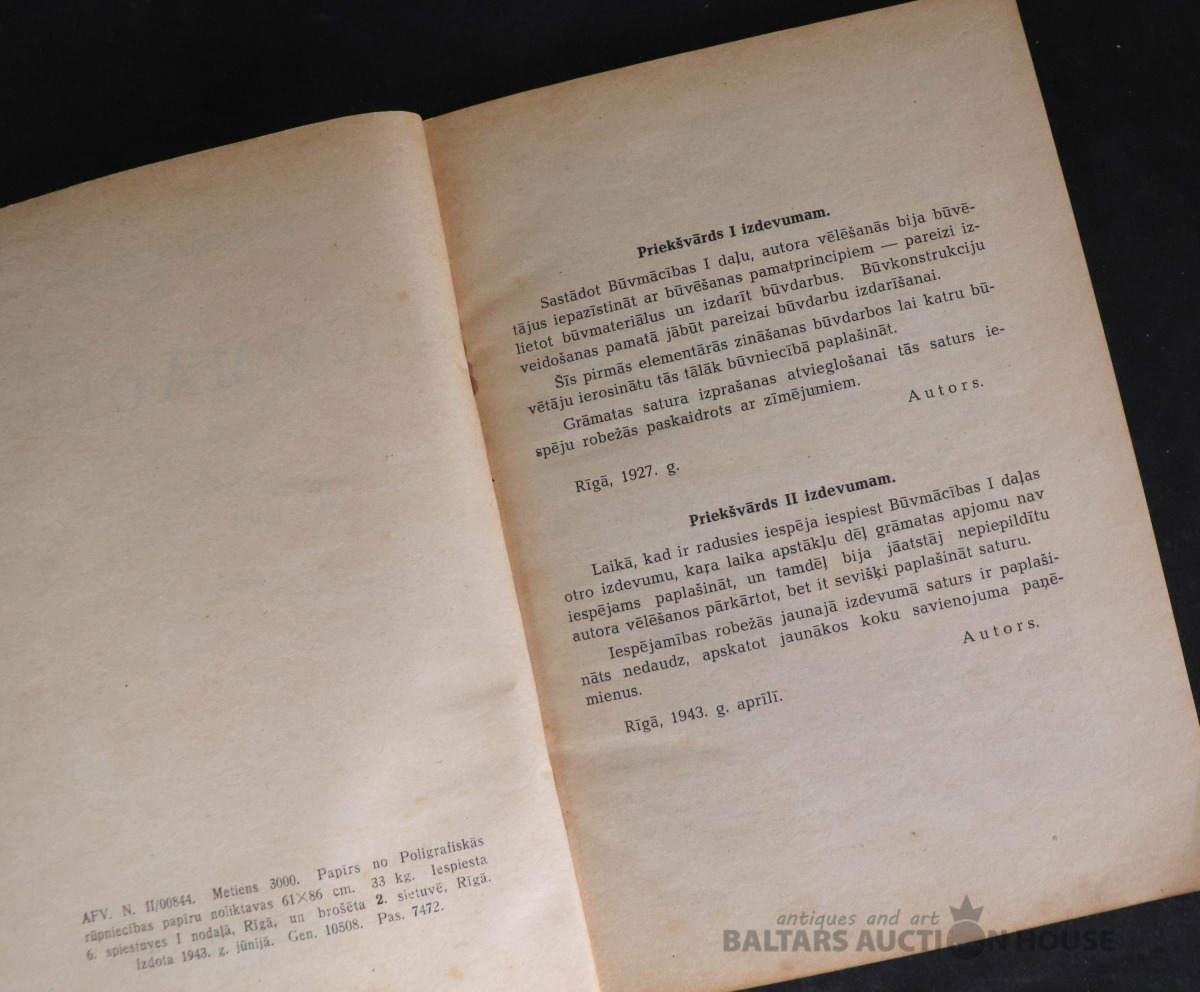 AFV. N. II/00844. Metiens 3000. Papīrs no Poligrafiskās
rūpniecības papīru noliktavas 61×86 cm. 33 kg. Iespiesta
6. spiestuves I nodaļā, Rīgā, un brošēta 2. sietuvē, Rīgā.
Izdota 1943. g. jūnijā. Gen. 10508. Pas. 7472.
Priekšvārds I izdevumam.
Sastādot Būvmācības I daļu, autora vēlēšanās bija būvē-
tājus iepazīstināt ar būvēšanas pamatprincipiem — pareizi iz-
lietot būvmateriālus un izdarīt būvdarbus. Būvkonstrukciju
veidošanas pamatā jābūt pareizai būvdarbu izdarīšanai.
Šīs pirmās elementārās zināšanas būvdarbos lai katru bū-
vētāju ierosinātu tās tālāk būvniecībā paplašināt.
Grāmatas satura izprašanas atvieglošanai tās saturs ie-
spēju robežās paskaidrots ar zīmējumiem.
Autors.
Rīgā, 1927. g.
Priekšvārds II izdevumam.
Laikā, kad ir radusies iespēja iespiest Būvmācības I daļas
otro izdevumu, kaŗa laika apstākļu dēļ grāmatas apjomu nav
iespējams paplašināt, un tamdēļ bija jāatstāj nepiepildītu
autora vēlēšanos pārkārtot, bet it sevišķi paplašināt saturu.
Iespējamības robežās jaunajā izdevumā saturs ir paplaši-
nāts nedaudz, apskatot jaunākos koku savienojuma paņē-
mienus.
Autors.
Rīgā, 1943. g. aprīlī.
antiques and art
BALTARS AUCTION HOUSE